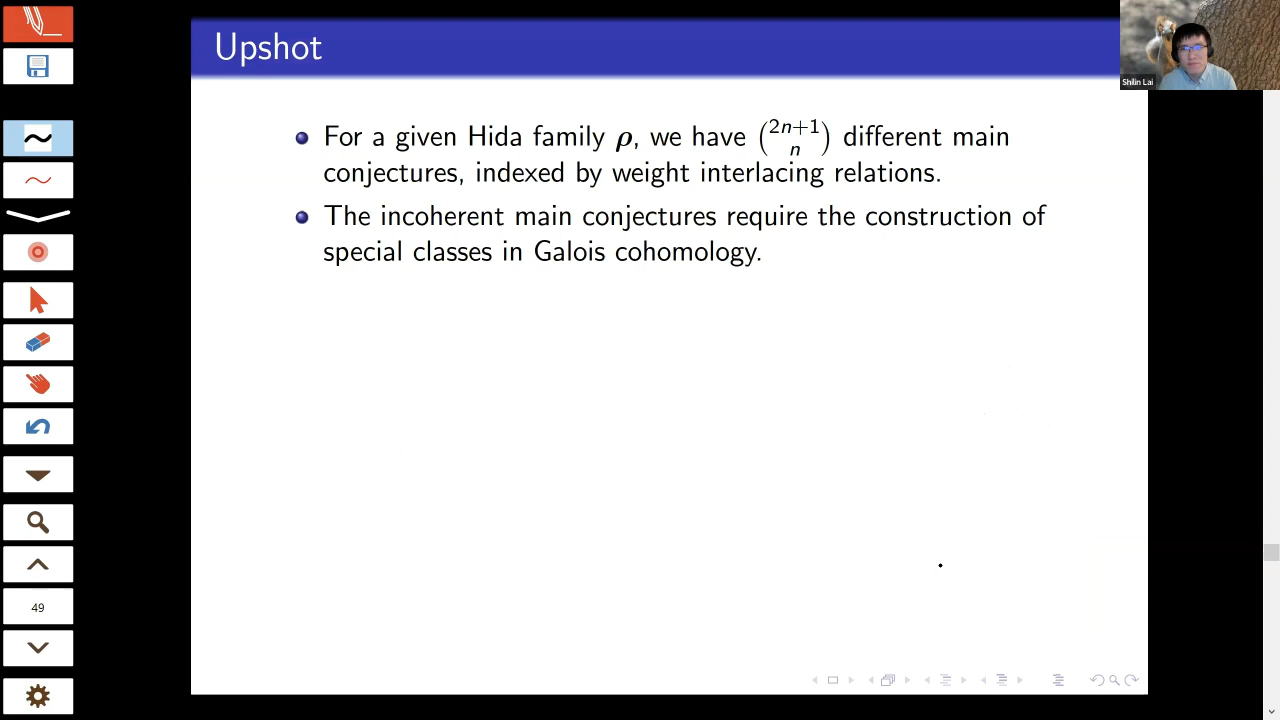 Upshot
Shilin Lai
For a given Hida family ρ, we have $\binom{2n+1}{n}$ different main
conjectures, indexed by weight interlacing relations.
The incoherent main conjectures require the construction of
special classes in Galois cohomology.
49